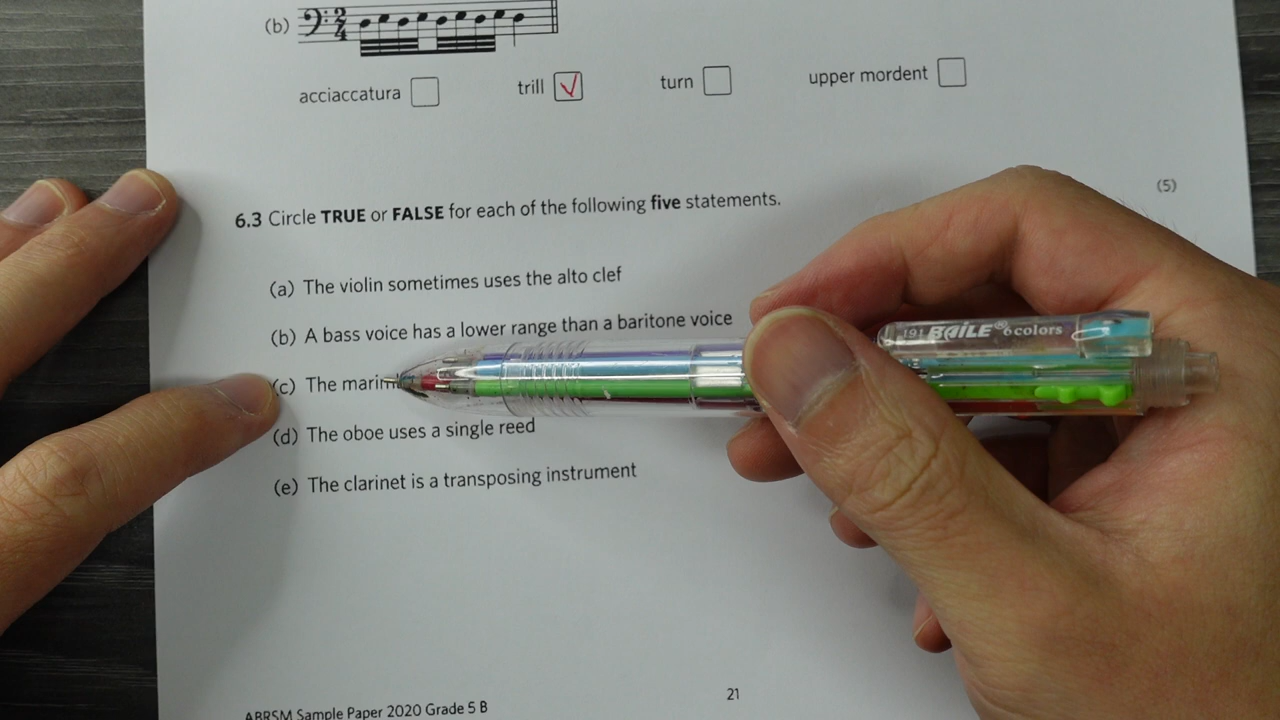 (b)
acciaccatura trill turn upper mordent
(5)
6.3 Circle TRUE or FALSE for each of the following five statements.
(a) The violin sometimes uses the alto clef
(b) A bass voice has a lower range than a baritone voice
191 BAILE® 6 colors
(c) The
(d) The oboe uses a single reed
(e) The clarinet is a transposing instrument
21
ABRSM Sample Paper 2020 Grade 5 B